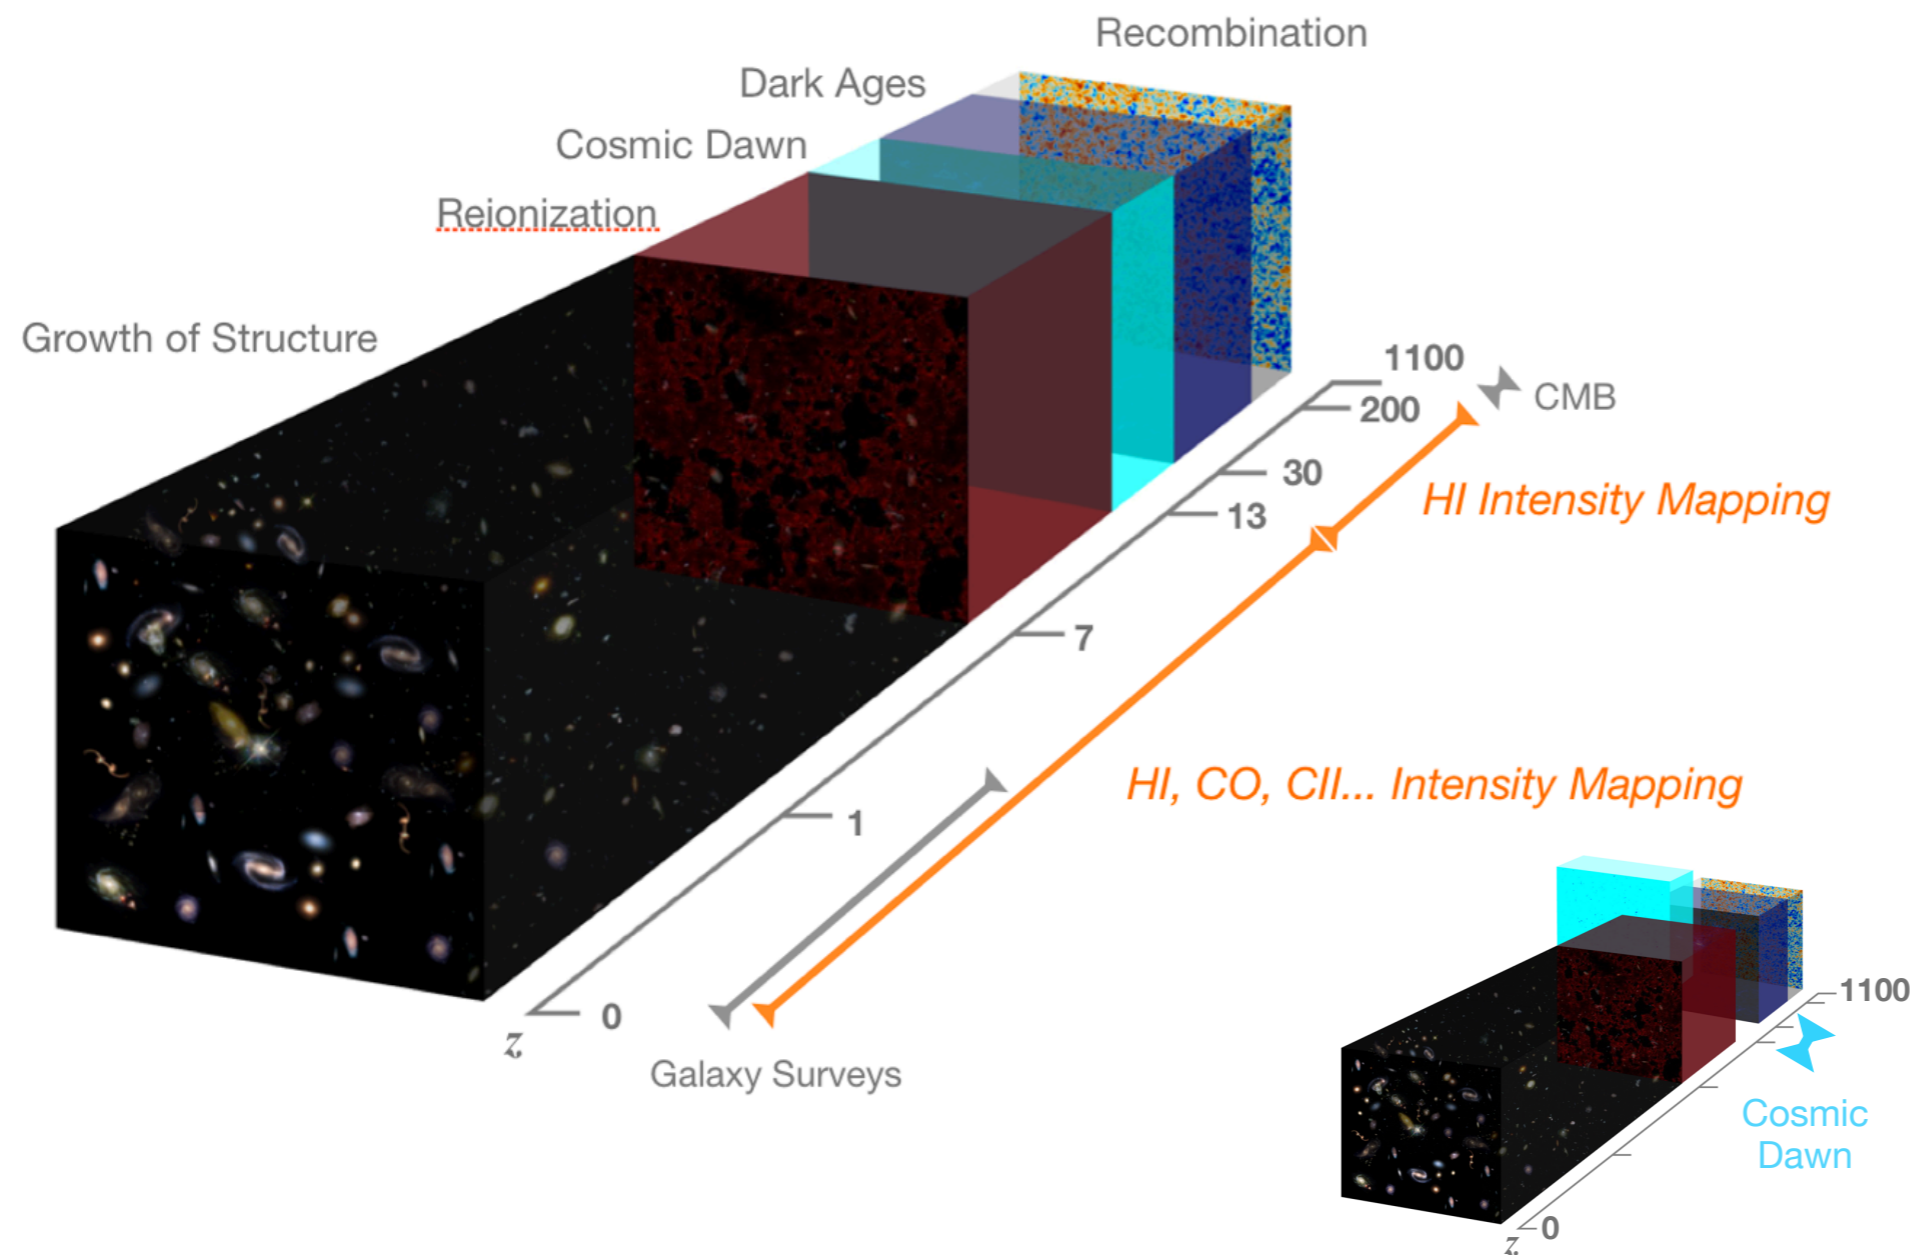 Recombination
Dark Ages
Cosmic Dawn
Reionization
Growth of Structure
1100
CMB
200
30
HI Intensity Mapping
13
7
HI, CO, CII... Intensity Mapping
1
0
z
Galaxy Surveys
1100
Cosmic
Dawn
0
z